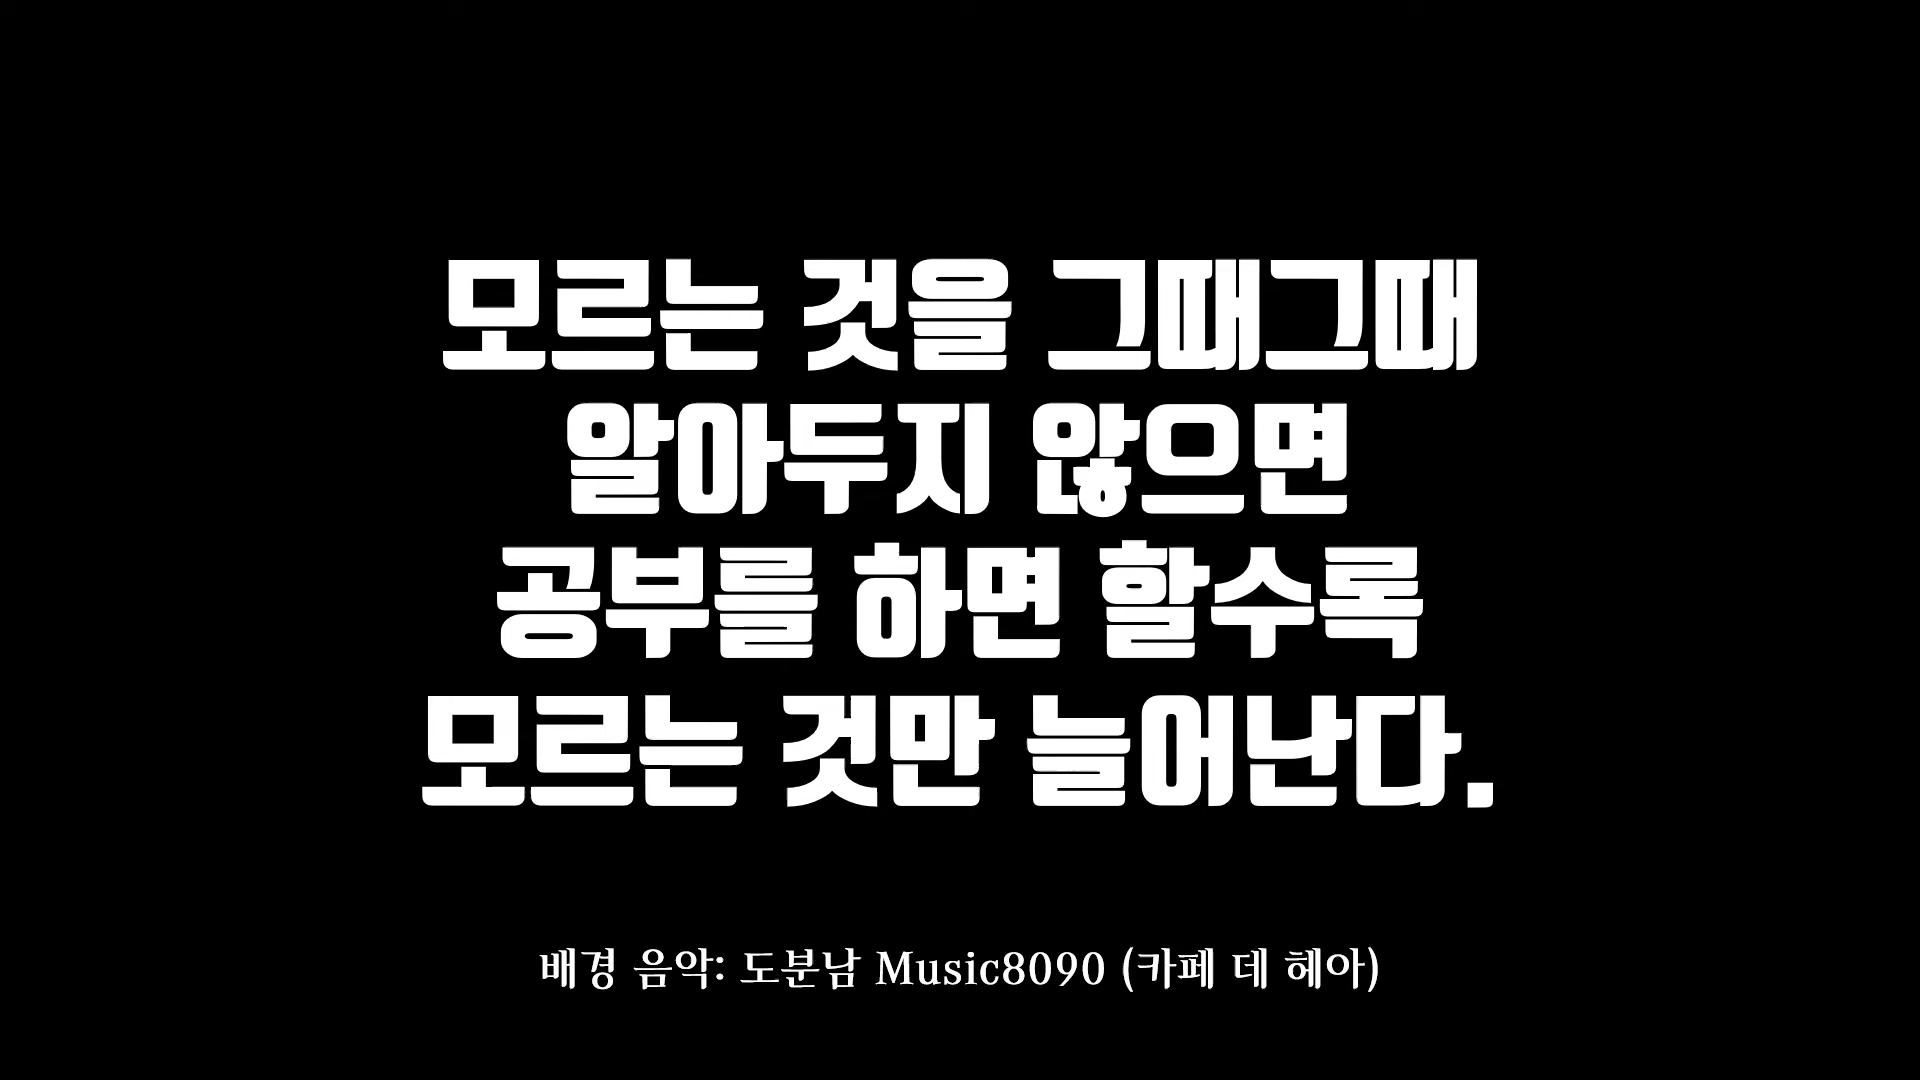 모르는 것을 그때그때
알아두지 않으면
공부를 하면 할수록
모르는 것만 늘어난다.
배경 음악: 도분남 Music8090 (카페 데 헤아)